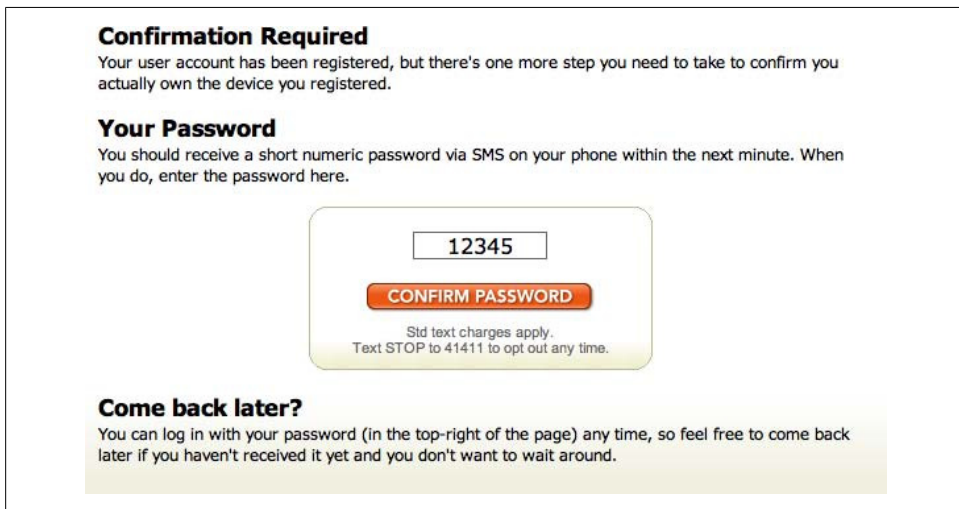 Confirmation Required
Your user account has been registered, but there's one more step you need to take to confirm you
actually own the device you registered.
Your Password
You should receive a short numeric password via SMS on your phone within the next minute. When
you do, enter the password here.
12345
CONFIRM PASSWORD
Std text charges apply.
Text STOP to 41411 to opt out any time.
Come back later?
You can log in with your password (in the top-right of the page) any time, so feel free to come back
later if you haven't received it yet and you don't want to wait around.